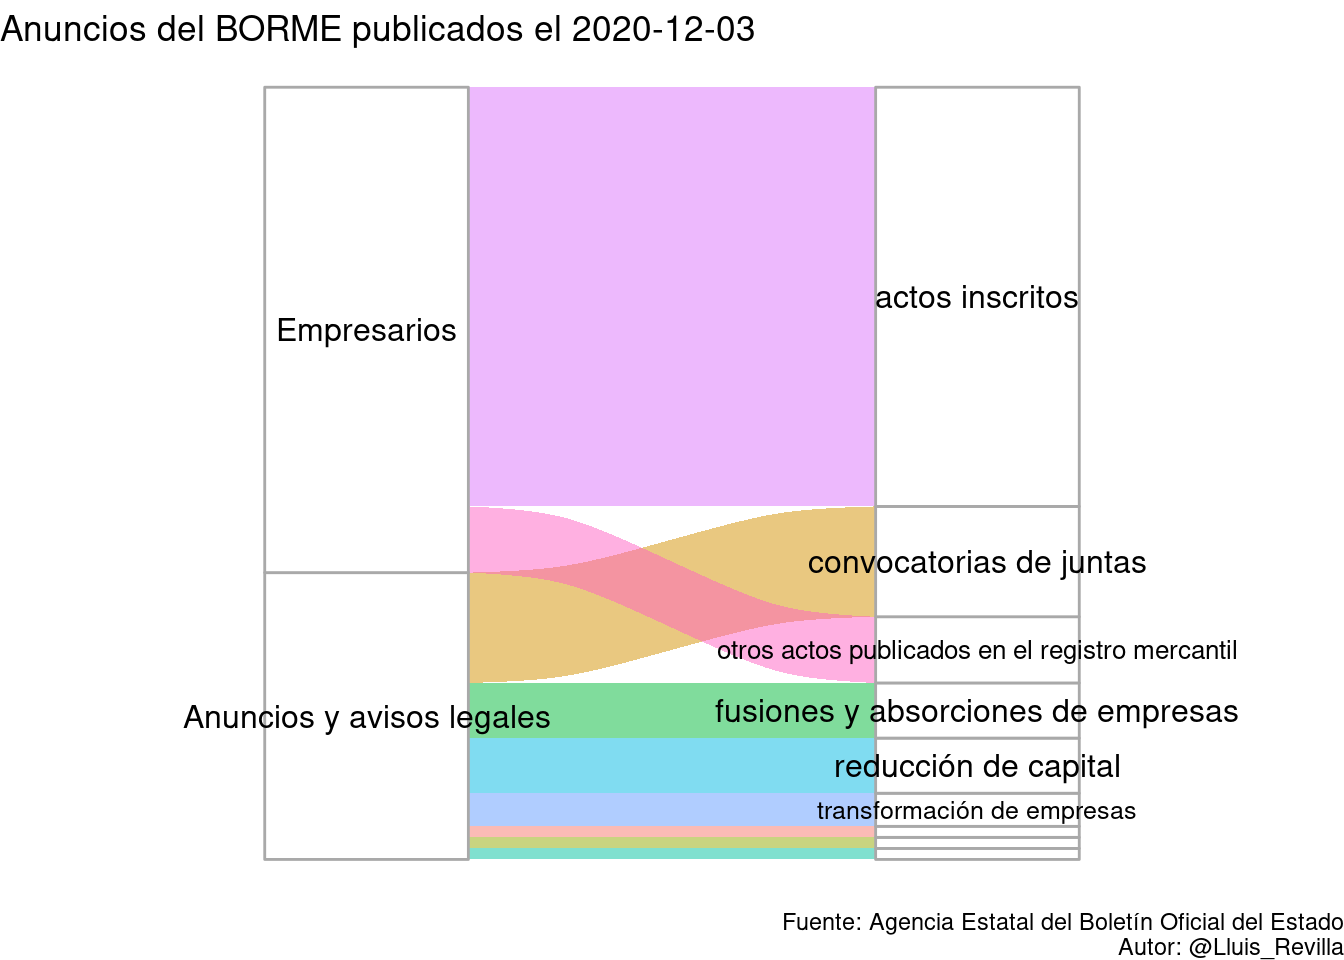 Anuncios del BORME publicados el 2020-12-03
Empresarios
actos inscritos
convocatorias de juntas
otros actos publicados en el registro mercantil
Anuncios y avisos legales
fusiones y absorciones de empresas
reducción de capital
transformación de empresas
Fuente: Agencia Estatal del Boletín Oficial del Estado
Autor: @Lluis_Revilla